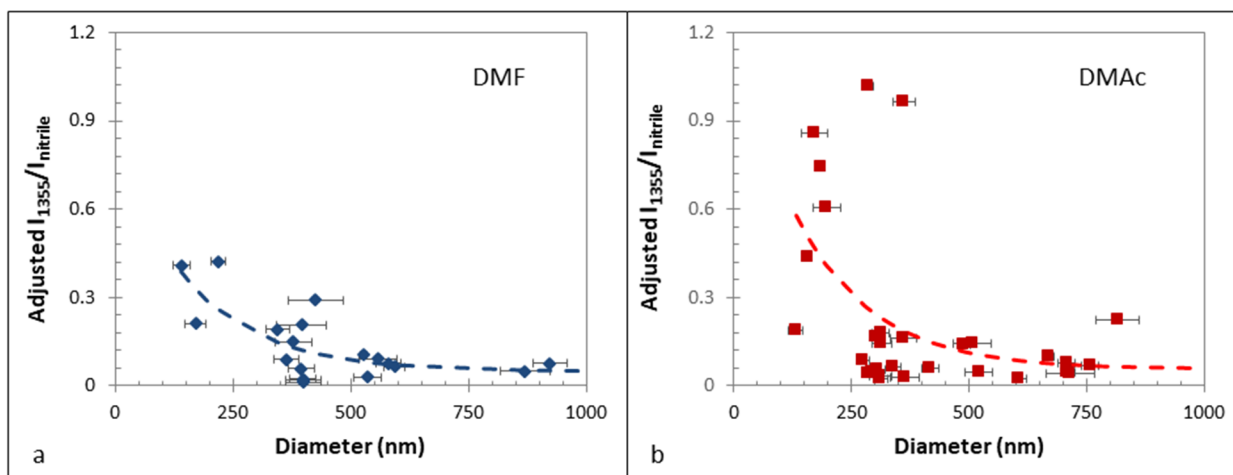 1.2
0.9
0.6
0.3
0
Adjusted I1355/Initrile
DMF
0 250 500 750 1000
Diameter (nm)
a
1.2
0.9
0.6
0.3
0
Adjusted I1355/Initrile
DMAc
0 250 500 750 1000
Diameter (nm)
b